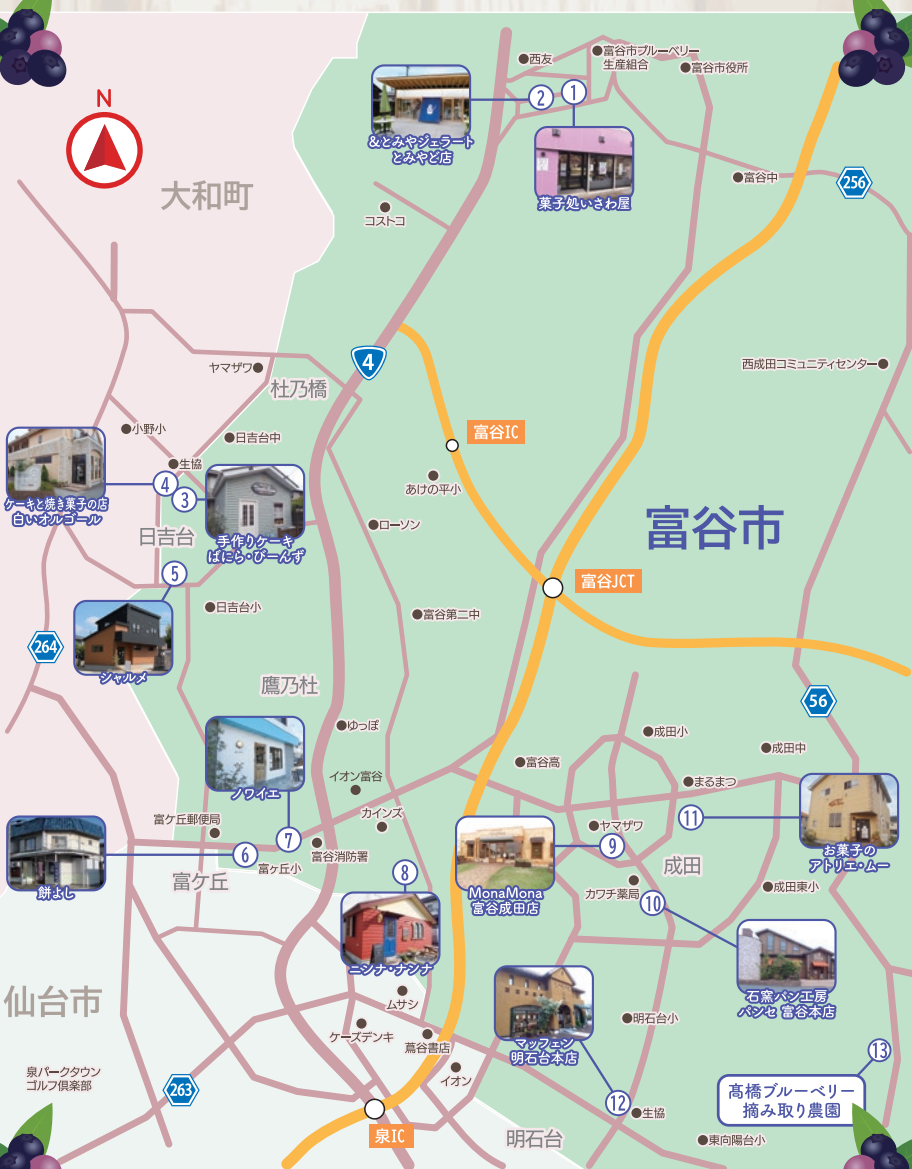 西友
富谷市ブルーベリー
生産組合
富谷市役所
N
2
1
&とみやジェラート
とみやど店
富谷中
256
大和町
菓子処いさわ屋
コストコ
4
ヤマザワ
西成田コミュニティセンター
杜乃橋
小野小
日吉台中
富谷IC
生協
4
3
あけの平小
ケーキと焼き菓子の店
白いオルゴール
日吉台
ローソン
富谷市
手作りケーキ
ばにら・びーんず
5
富谷JCT
日吉台小
富谷第二中
264
シャルメ
鷹乃杜
56
ゆっぽ
成田小
成田中
富谷高
イオン富谷
まるまつ
ノワイエ
カインズ
富ケ丘郵便局
11
ヤマザワ
7
9
富谷消防署
お菓子の
アトリエ・ムー
6
富ヶ丘小
8
成田
餅よし
富ケ丘
カワチ薬局
成田東小
MonaMona
富谷成田店
10
ニンナ・ナンナ
仙台市
石窯パン工房
パンセ 富谷本店
ムサシ
明石台小
ケーズデンキ
蔦谷書店
マッフェン
明石台本店
13
泉パークタウン
ゴルフ倶楽部
イオン
263
12
生協
髙橋ブルーベリー
摘み取り農園
泉IC
明石台
東向陽台小